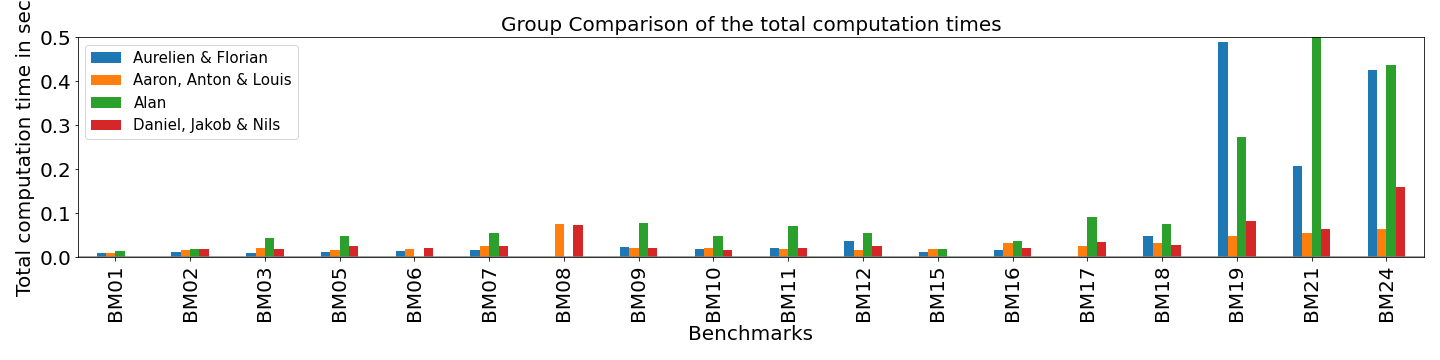 Group Comparison of the total computation times
Total computation time in sec
0.5
0.4
0.3
0.2
0.1
0.0
Aurelien & Florian
Aaron, Anton & Louis
Alan
Daniel, Jakob & Nils
BM01 BM02 BM03 BM05 BM06 BM07 BM08 BM09 BM10 BM11 BM12 BM15 BM16 BM17 BM18 BM19 BM21 BM24
Benchmarks